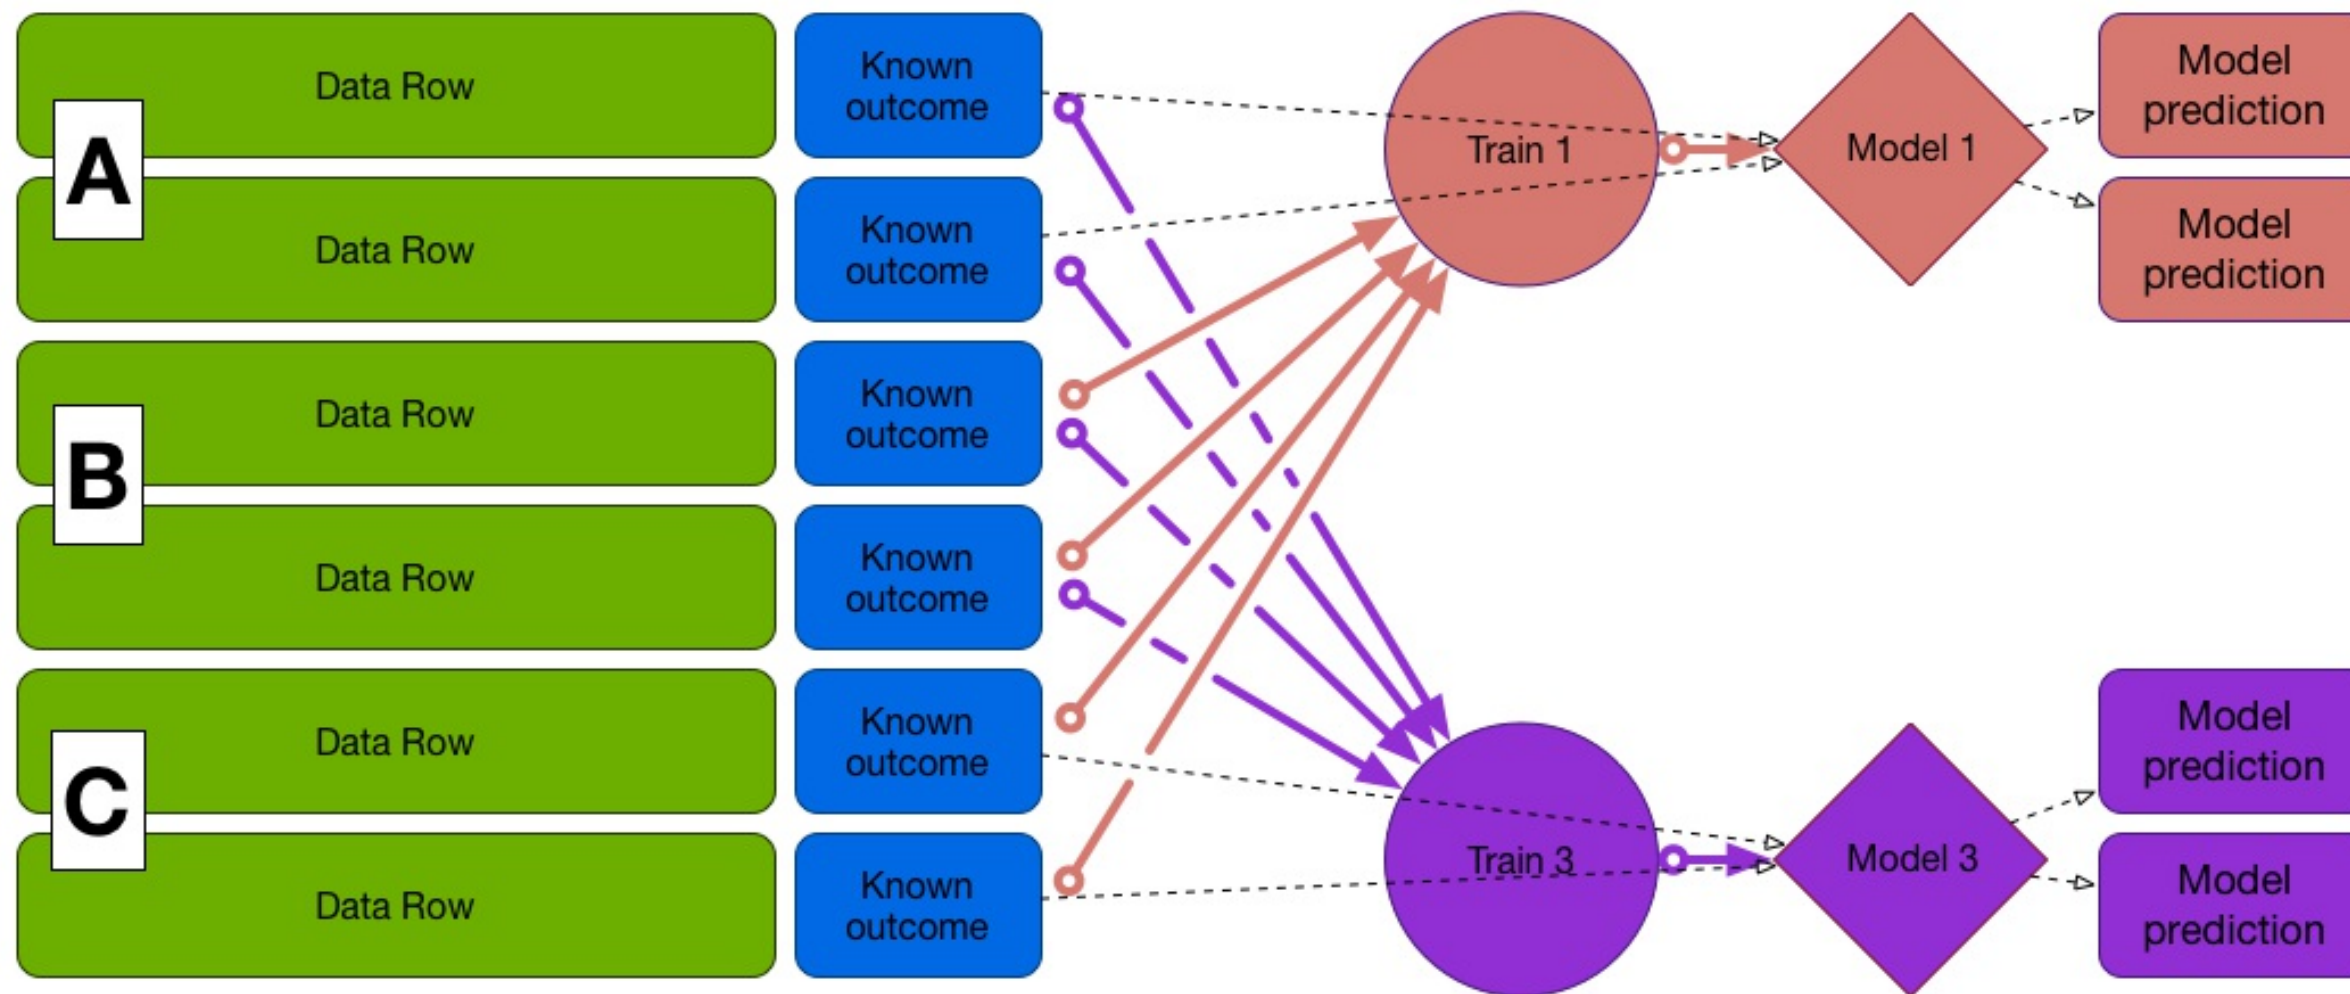 A
Data Row
Known
outcome
Data Row
Known
outcome
Train 1
Model 1
Model
prediction
Model
prediction
B
Data Row
Known
outcome
Data Row
Known
outcome
C
Data Row
Known
outcome
Data Row
Known
outcome
Train 3
Model 3
Model
prediction
Model
prediction